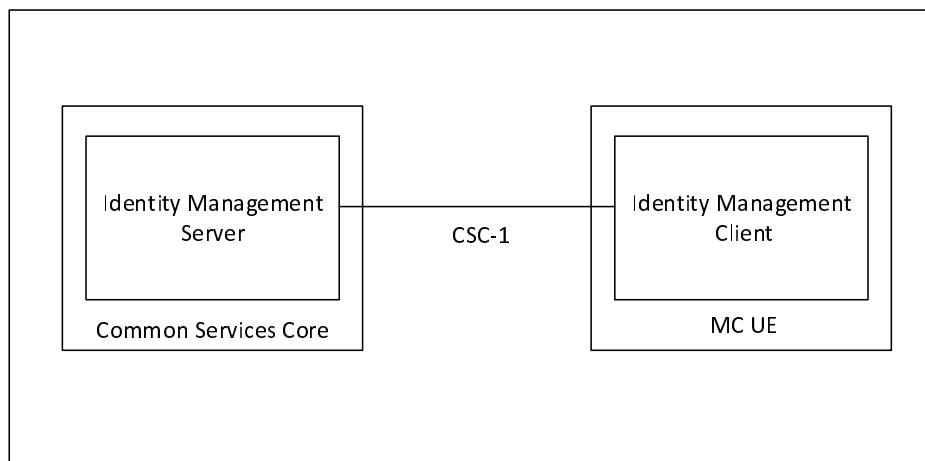 Identity Management
Server
Common Services Core
CSC-1
Identity Management
Client
MC UE